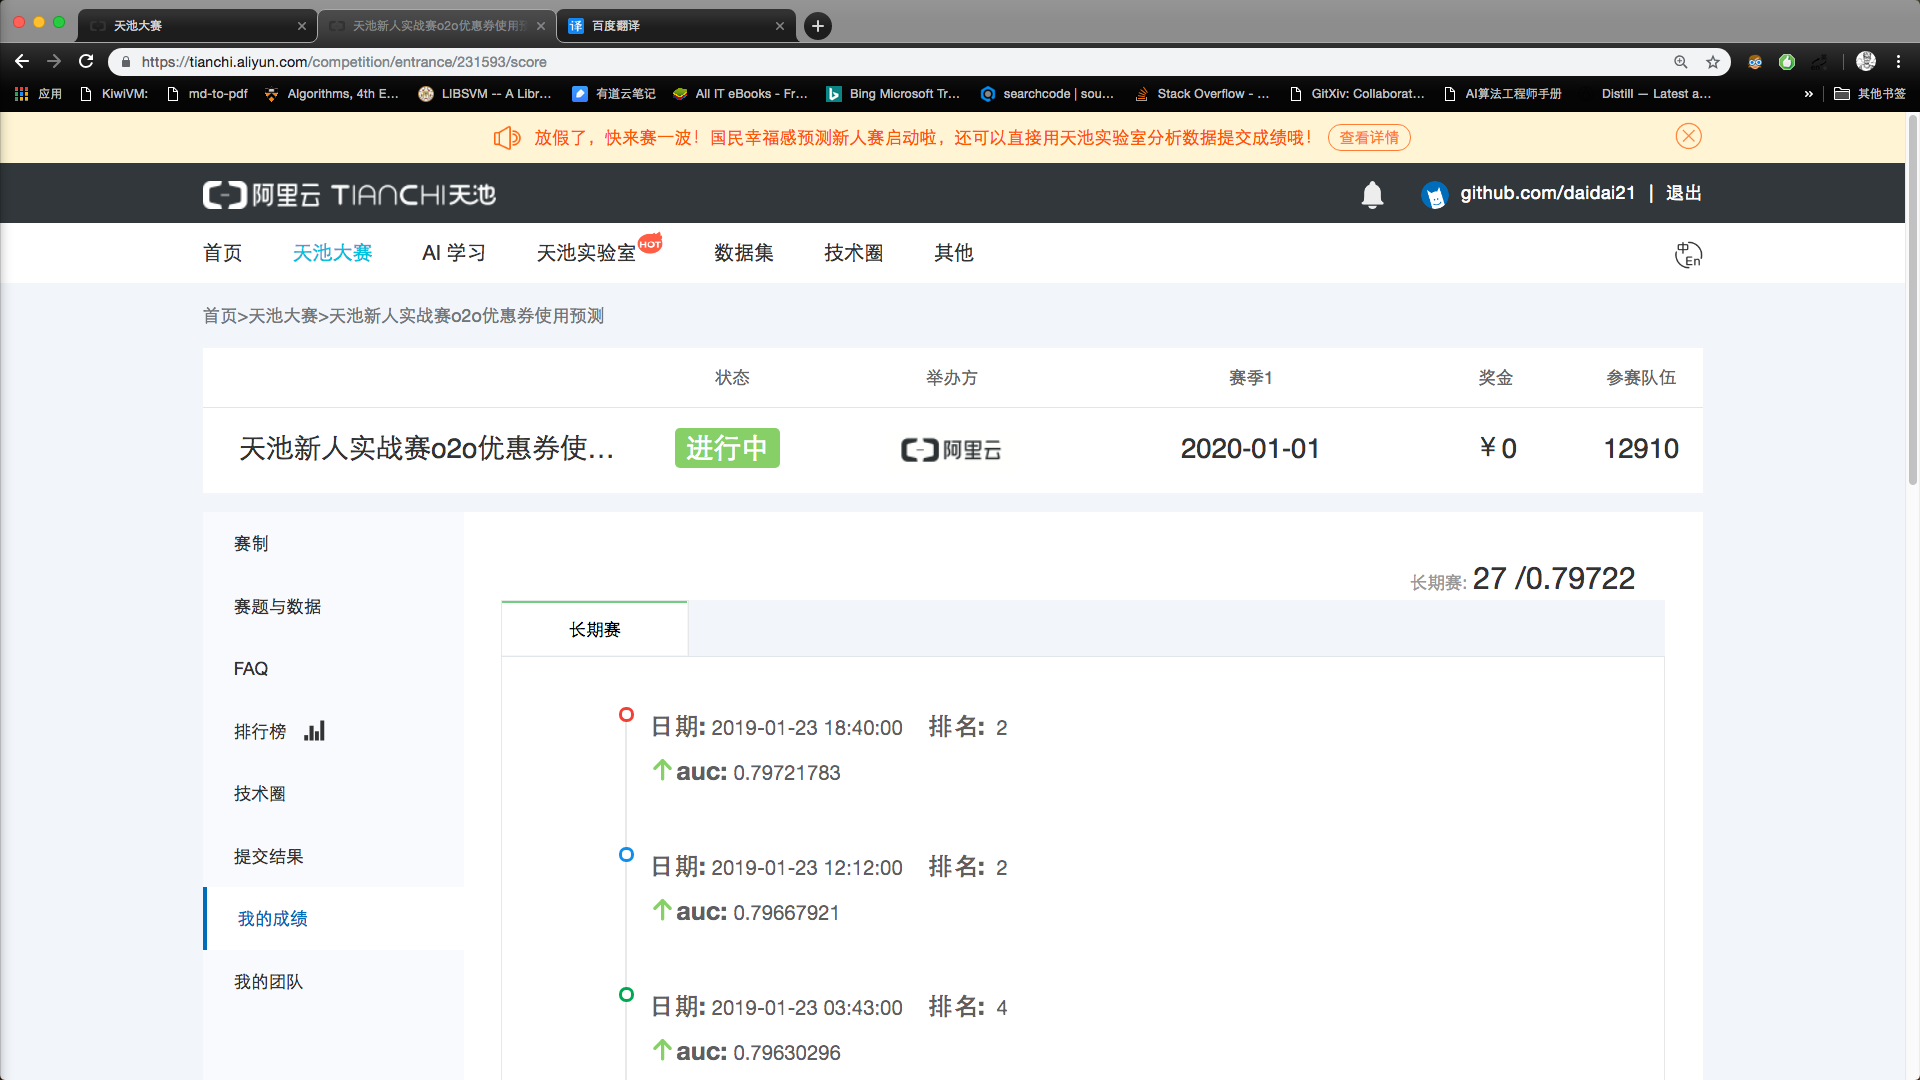 天池大赛
天池新人实战赛o2o优惠券使用预
译 百度翻译
https://tianchi.aliyun.com/competition/entrance/231593/score
应用 KiwiVM: md-to-pdf Algorithms, 4th E... LIBSVM -- A Libr... 有道云笔记 All IT eBooks - Fr... Bing Microsoft Tr... searchcode | sou... Stack Overflow - ... GitXiv: Collaborat... AI算法工程师手册 Distill — Latest a... » 其他书签
放假了，快来赛一波！国民幸福感预测新人赛启动啦，还可以直接用天池实验室分析数据提交成绩哦！ 查看详情
阿里云 TIANCHI天池 github.com/daidai21 | 退出
首页 天池大赛 AI 学习 天池实验室 HOT 数据集 技术圈 其他 中 En
首页>天池大赛>天池新人实战赛o2o优惠券使用预测
状态 举办方 赛季1 奖金 参赛队伍
天池新人实战赛o2o优惠券使... 进行中 阿里云 2020-01-01 ￥0 12910
赛制
赛题与数据
FAQ
排行榜
技术圈
提交结果
我的成绩
我的团队
长期赛: 27 /0.79722
长期赛
日期: 2019-01-23 18:40:00 排名: 2
auc: 0.79721783
日期: 2019-01-23 12:12:00 排名: 2
auc: 0.79667921
日期: 2019-01-23 03:43:00 排名: 4
auc: 0.79630296